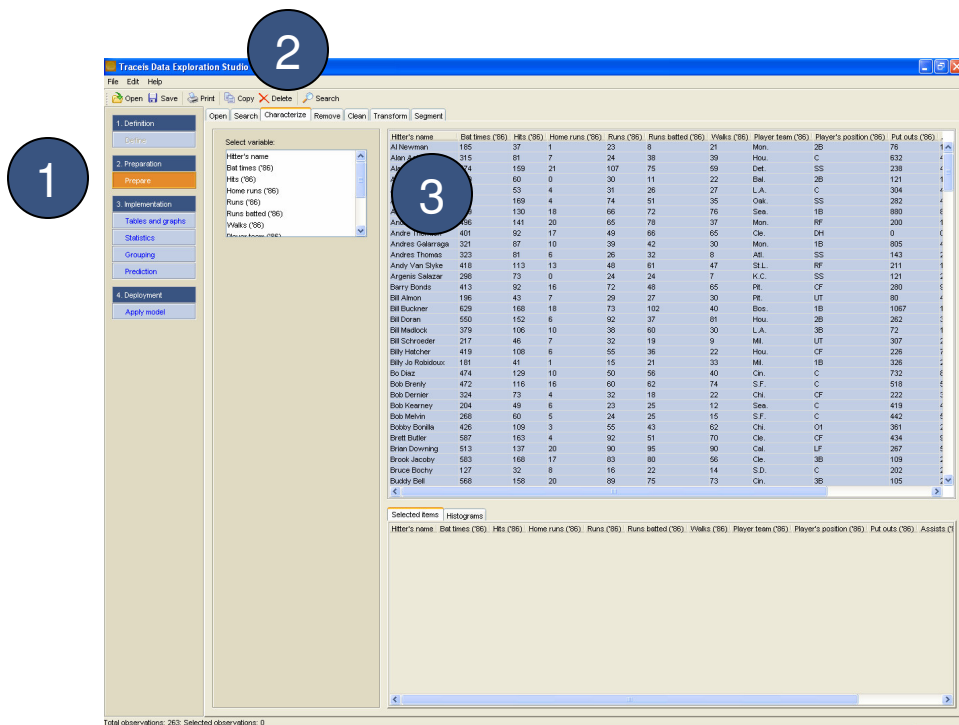 2
Traceis Data Exploration Studio
File Edit Help
Open Save Print Copy Delete Search
Open Search Characterize Remove Clean Transform Segment
1
1. Definition
Define
2. Preparation
Prepare
3. Implementation
Tables and graphs
Statistics
Grouping
Prediction
4. Deployment
Apply model
Select variable:
Hitter's name
Bat times ('86)
Hits ('86)
Home runs ('86)
Runs ('86)
Runs batted ('86)
Walks ('86)
Player team ('86)
3
Hitter's name Bat times ('86) Hits ('86) Home runs ('86) Runs ('86) Runs batted ('86) Walks ('86) Player team ('86) Player's position ('86) Put outs ('86)
Al Newman 185 37 1 23 8 21 Mon. 2B 76
Alan 315 81 7 24 38 39 Hou. C 632
159 21 107 75 59 Det. SS 238
60 0 30 11 22 Bal. 2B 121
53 4 31 26 27 L.A. C 304
169 4 74 51 35 Oak. SS 282
130 18 66 72 76 Sea. 1B 880
141 20 65 78 37 Mon. RF 200
Andre 401 92 17 49 66 65 Cle. DH 0
Andres Galarraga 321 87 10 39 42 30 Mon. 1B 805
Andres Thomas 323 81 6 26 32 8 Atl. SS 143
Andy Van Slyke 418 113 13 48 61 47 St.L. RF 211
Argenis Salazar 298 73 0 24 24 7 K.C. SS 121
Barry Bonds 413 92 16 72 48 65 Pit. CF 280
Bill Almon 196 43 7 29 27 30 Pit. UT 80
Bill Buckner 629 168 18 73 102 40 Bos. 1B 1067
Bill Doran 550 152 6 92 37 81 Hou. 2B 262
Bill Madlock 379 106 10 38 60 30 L.A. 3B 72
Bill Schroeder 217 46 7 32 19 9 Mil. UT 307
Billy Hatcher 419 108 6 55 36 22 Hou. CF 226
Billy Jo Robidoux 181 41 1 15 21 33 Mil. 1B 326
Bo Diaz 474 129 10 50 56 40 Cin. C 732
Bob Brenly 472 116 16 60 62 74 S.F. C 518
Bob Dernier 324 73 4 32 18 22 Chi. CF 222
Bob Kearney 204 49 6 23 25 12 Sea. C 419
Bob Melvin 268 60 5 24 25 15 S.F. C 442
Bobby Bonilla 426 109 3 55 43 62 Chi. O1 361
Brett Butler 587 163 4 92 51 70 Cle. CF 434
Brian Downing 513 137 20 90 95 90 Cal. LF 267
Brook Jacoby 583 168 17 83 80 56 Cle. 3B 109
Bruce Bochy 127 32 8 16 22 14 S.D. C 202
Buddy Bell 568 158 20 89 75 73 Cin. 3B 105
Selected items Histograms
Hitter's name Bat times ('86) Hits ('86) Home runs ('86) Runs ('86) Runs batted ('86) Walks ('86) Player team ('86) Player's position ('86) Put outs ('86) Assists ('
Total observations: 263; Selected observations: 0